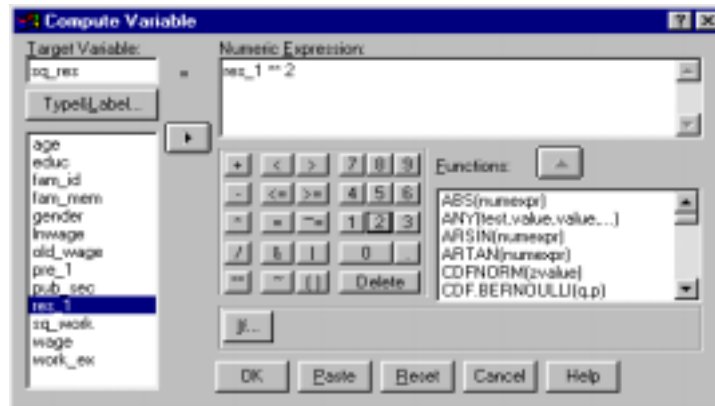 Compute Variable
Target Variable:
sq_res
=
Numeric Expression:
res_1 ** 2
Type&Label...
age
educ
fam_id
fam_mem
gender
lnwage
old_wage
pre_1
pub_sec
res_1
sq_work
wage
work_ex
+ < > 7 8 9
- <= >= 4 5 6
* = ~= 1 2 3
/ & | 0 .
** ~ ( ) Delete
Functions:
ABS(numexpr)
ANY(test,value,value,...)
ARSIN(numexpr)
ARTAN(numexpr)
CDFNORM(zvalue)
CDF.BERNOULLI(q,p)
If...
OK Paste Reset Cancel Help